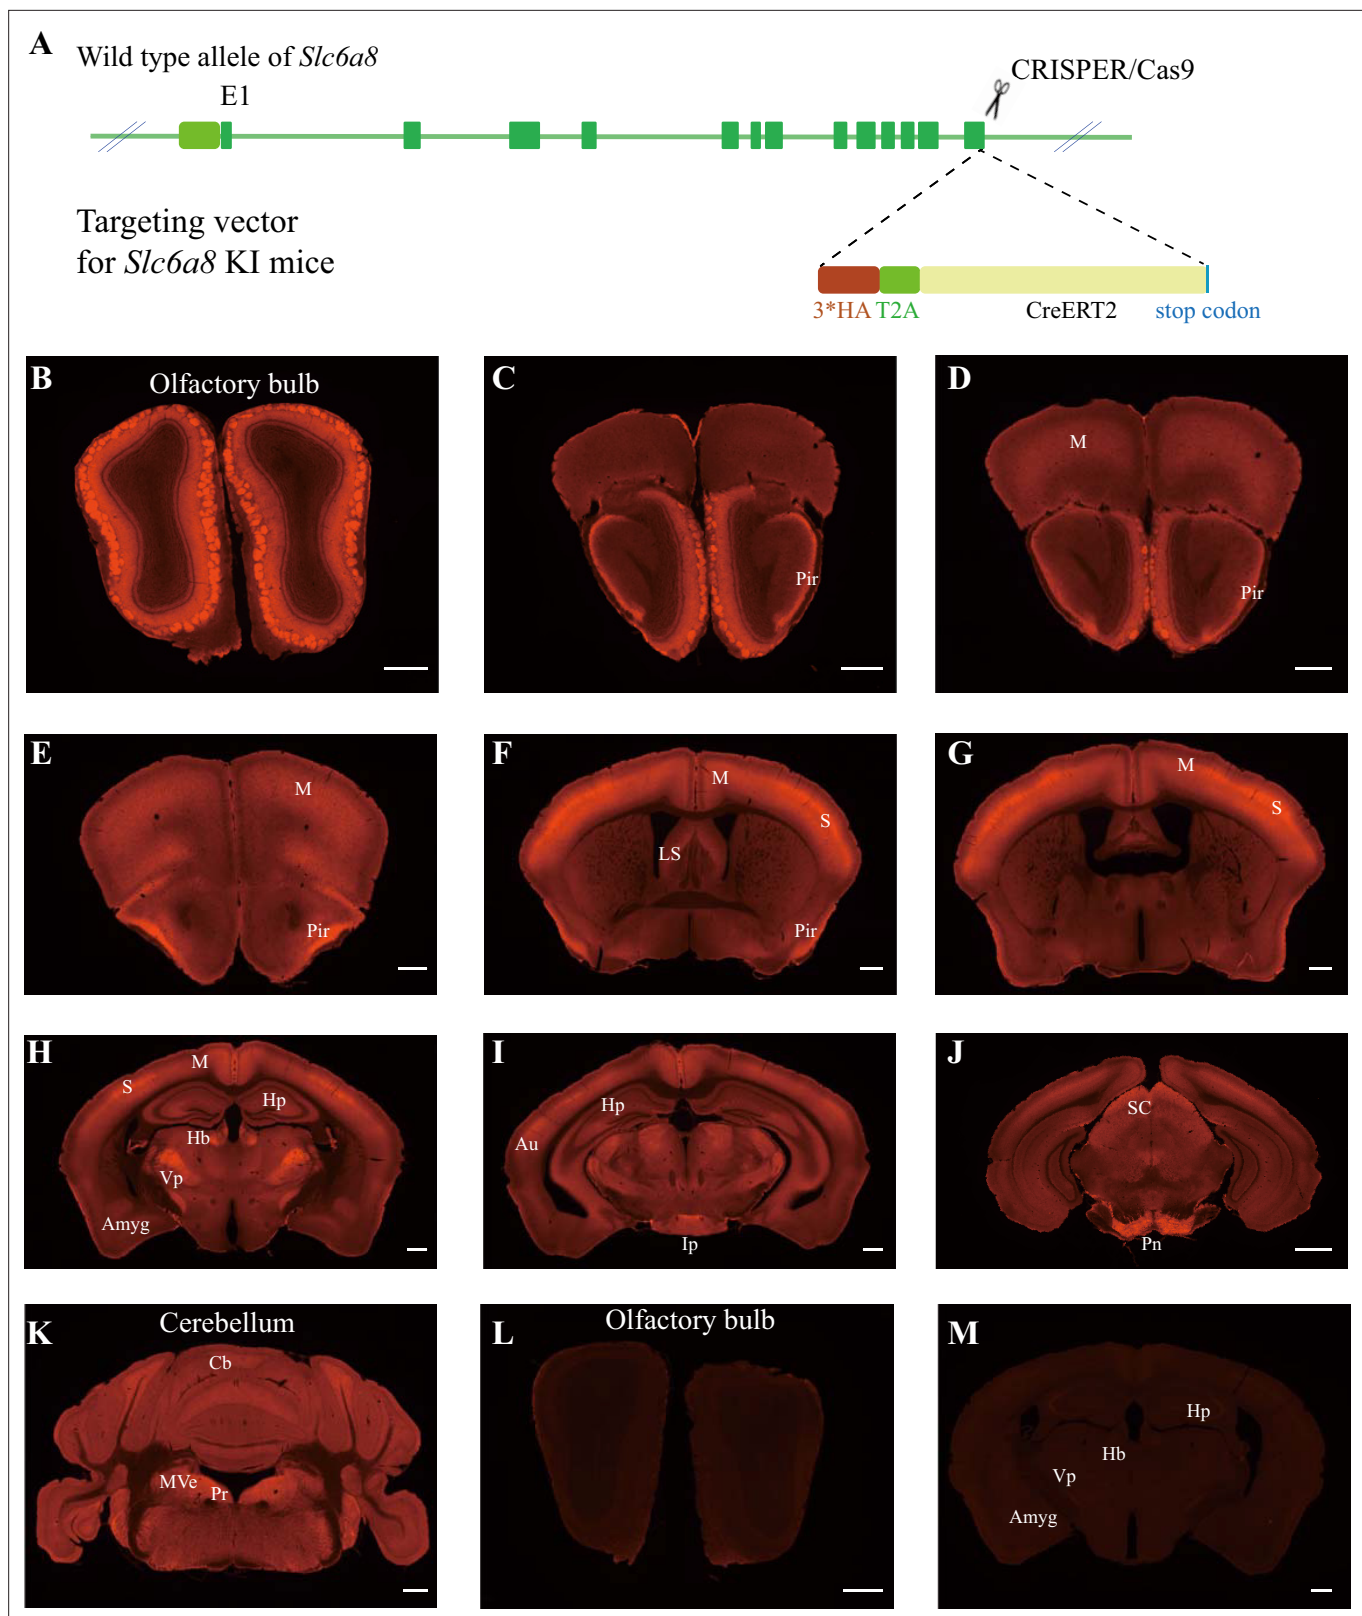 A
Wild type allele of Slc6a8
E1
CRISPER/Cas9
Targeting vector
for Slc6a8 KI mice
3*HA T2A CreERT2 stop codon
B
Olfactory bulb
C
Pir
D
M
Pir
E
M
Pir
F
M
S
LS
Pir
G
M
S
H
M
S
Hp
Hb
Vp
Amyg
I
Hp
Au
Ip
J
SC
Pn
K
Cerebellum
Cb
MVe
Pr
L
Olfactory bulb
M
Hp
Hb
Vp
Amyg